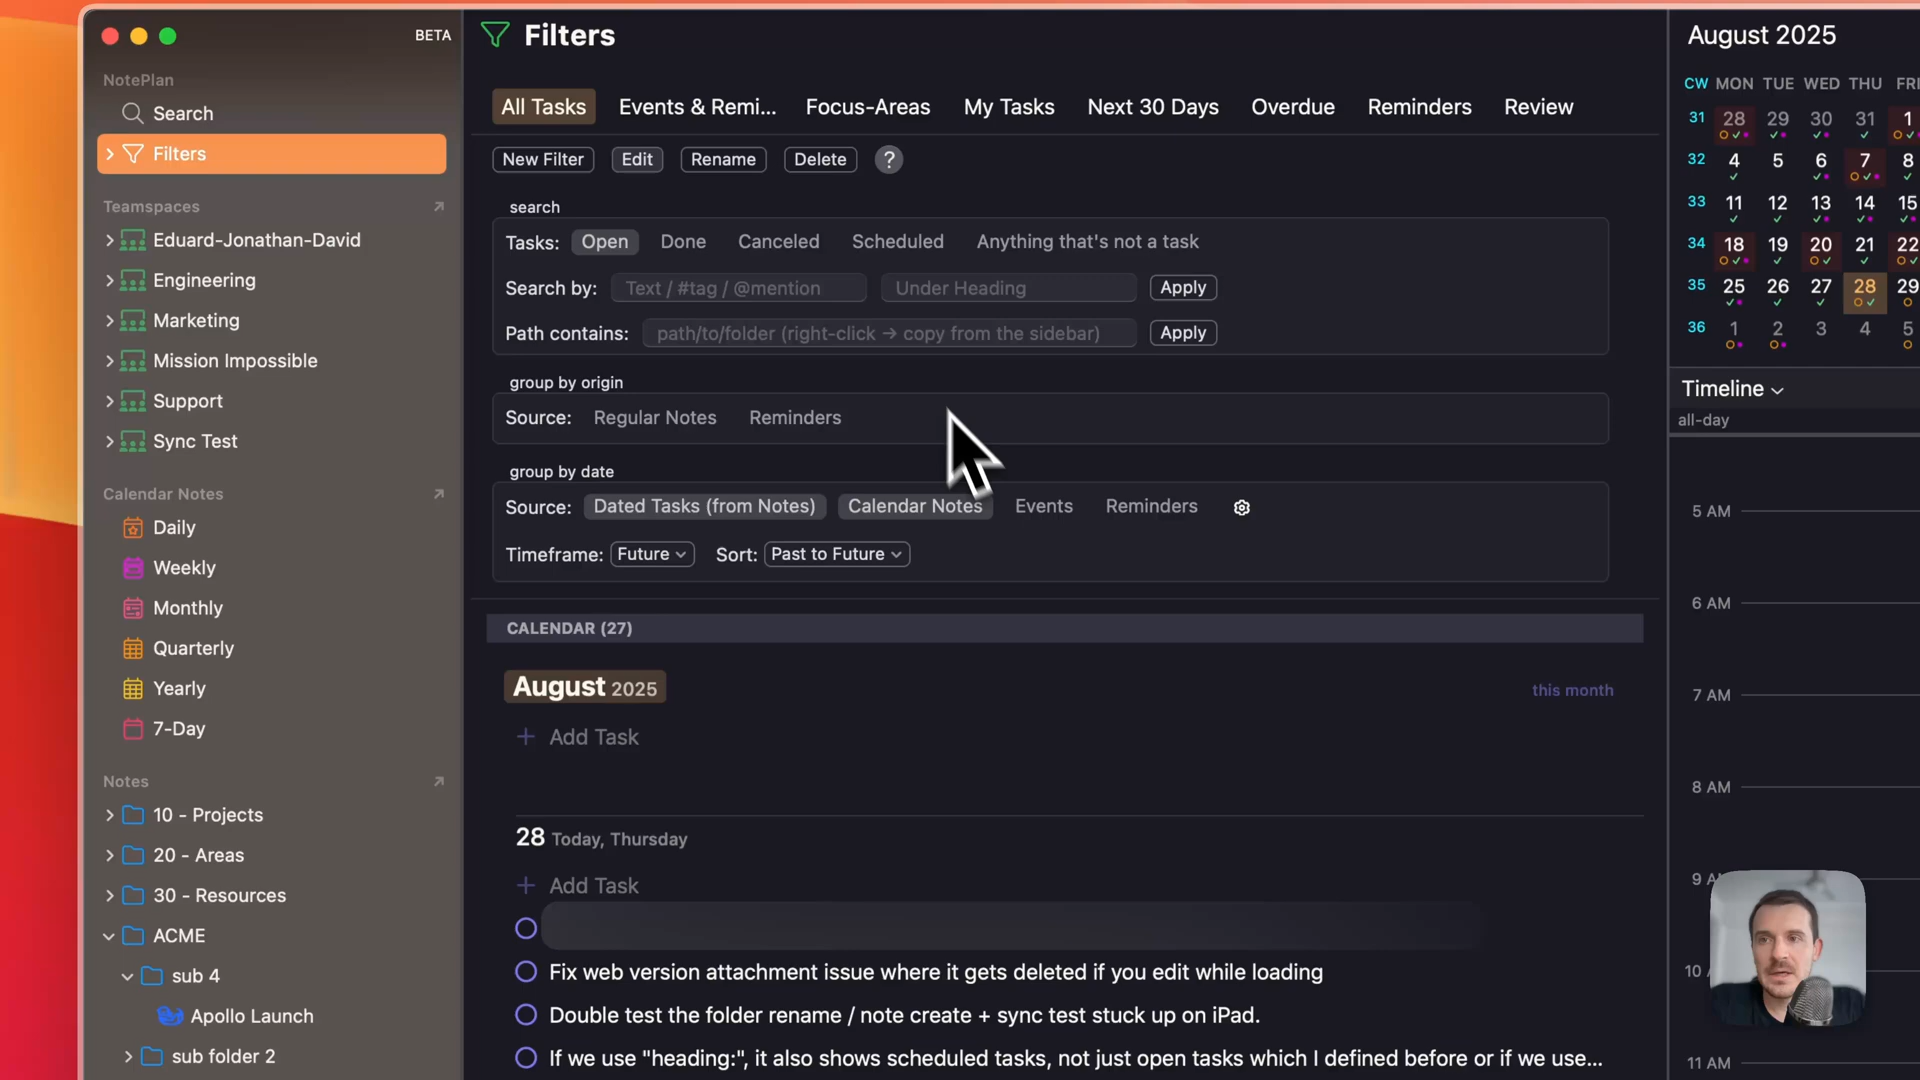 BETA
NotePlan
Search
Filters
Teamspaces
Eduard-Jonathan-David
Engineering
Marketing
Mission Impossible
Support
Sync Test
Calendar Notes
Daily
Weekly
Monthly
Quarterly
Yearly
7-Day
Notes
10 - Projects
20 - Areas
30 - Resources
ACME
sub 4
Apollo Launch
sub folder 2
Filters
All Tasks Events & Remi... Focus-Areas My Tasks Next 30 Days Overdue Reminders Review
New Filter Edit Rename Delete ?
search
Tasks: Open Done Canceled Scheduled Anything that's not a task
Search by: Text / #tag / @mention Under Heading Apply
Path contains: path/to/folder (right-click → copy from the sidebar) Apply
group by origin
Source: Regular Notes Reminders
group by date
Source: Dated Tasks (from Notes) Calendar Notes Events Reminders
Timeframe: Future Sort: Past to Future
CALENDAR (27)
August 2025 this month
+ Add Task
28 Today, Thursday
+ Add Task
Fix web version attachment issue where it gets deleted if you edit while loading
Double test the folder rename / note create + sync test stuck up on iPad.
If we use "heading:", it also shows scheduled tasks, not just open tasks which I defined before or if we use...
August 2025
CW MON TUE WED THU FRI
31 28 29 30 31 1
32 4 5 6 7 8
33 11 12 13 14 15
34 18 19 20 21 22
35 25 26 27 28 29
36 1 2 3 4 5
Timeline
all-day
5 AM
6 AM
7 AM
8 AM
9 A
10
11 AM